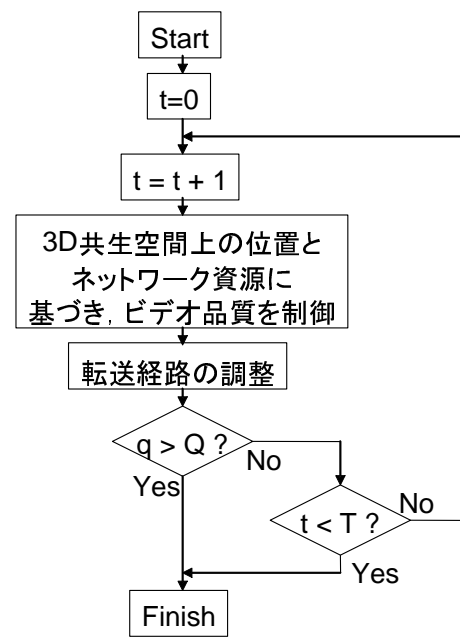 Start
t=0
t = t + 1
3D共生空間上の位置と
ネットワーク資源に
基づき, ビデオ品質を制御
転送経路の調整
q > Q ?
No
Yes
t < T ?
No
Yes
Finish